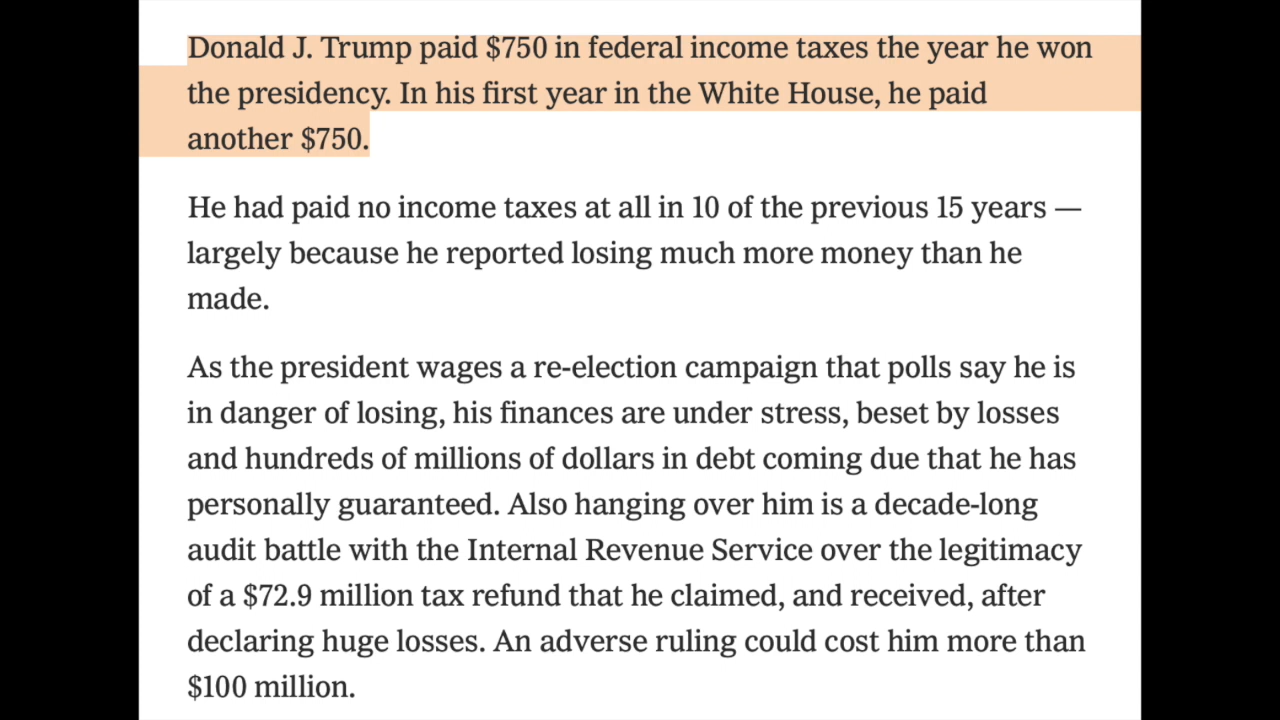 Donald J. Trump paid $750 in federal income taxes the year he won
the presidency. In his first year in the White House, he paid
another $750.
He had paid no income taxes at all in 10 of the previous 15 years —
largely because he reported losing much more money than he
made.
As the president wages a re-election campaign that polls say he is
in danger of losing, his finances are under stress, beset by losses
and hundreds of millions of dollars in debt coming due that he has
personally guaranteed. Also hanging over him is a decade-long
audit battle with the Internal Revenue Service over the legitimacy
of a $72.9 million tax refund that he claimed, and received, after
declaring huge losses. An adverse ruling could cost him more than
$100 million.